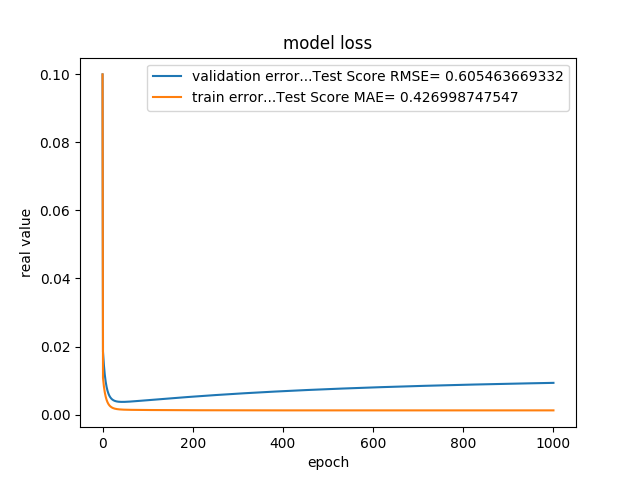 model loss
validation error...Test Score RMSE= 0.605463669332
train error...Test Score MAE= 0.426998747547
real value
0.10
0.08
0.06
0.04
0.02
0.00
0 200 400 600 800 1000
epoch